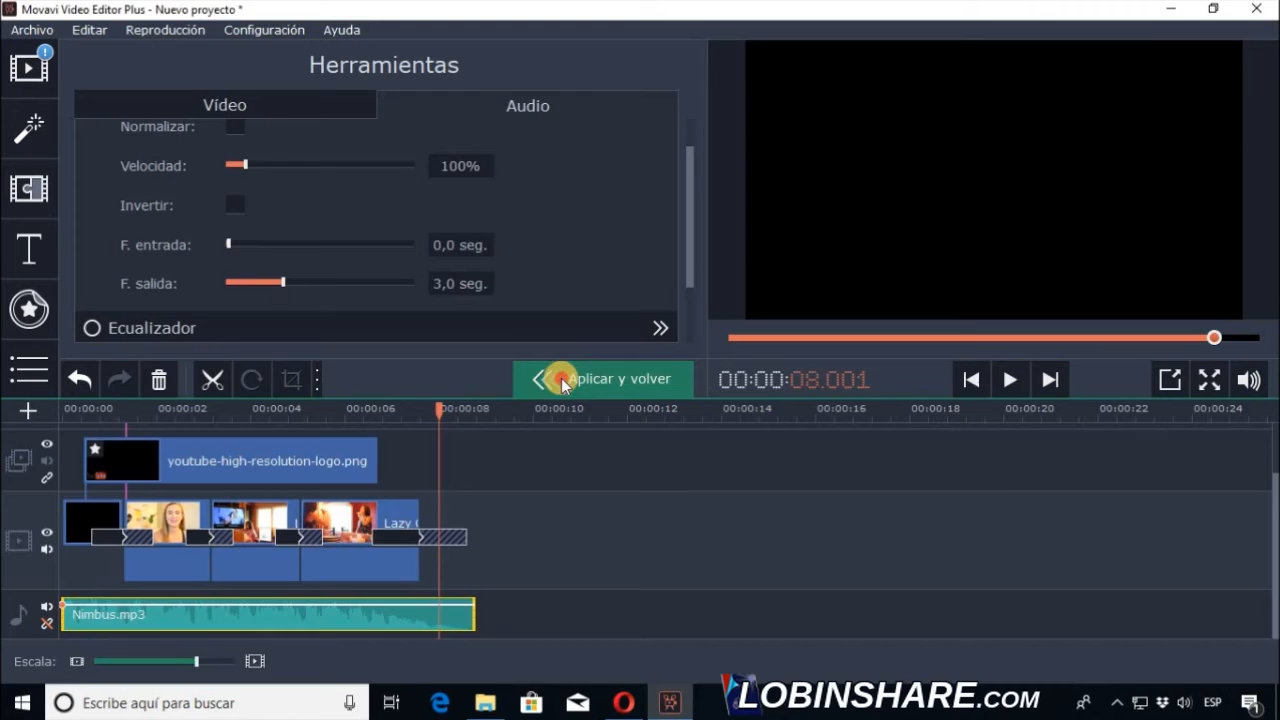 Movavi Video Editor Plus - Nuevo proyecto *
Archivo Editar Reproducción Configuración Ayuda
Herramientas
Vídeo Audio
Normalizar:
Velocidad: 100%
Invertir:
F. entrada: 0,0 seg.
F. salida: 3,0 seg.
Ecualizador
Aplicar y volver 00:00:08.001
00:00:00 00:00:02 00:00:04 00:00:06 00:00:08 00:00:10 00:00:12 00:00:14 00:00:16 00:00:18 00:00:20 00:00:22 00:00:24
youtube-high-resolution-logo.png
Lazy
Nimbus.mp3
Escala:
Escribe aquí para buscar
LOBINSHARE.COM
ESP
1